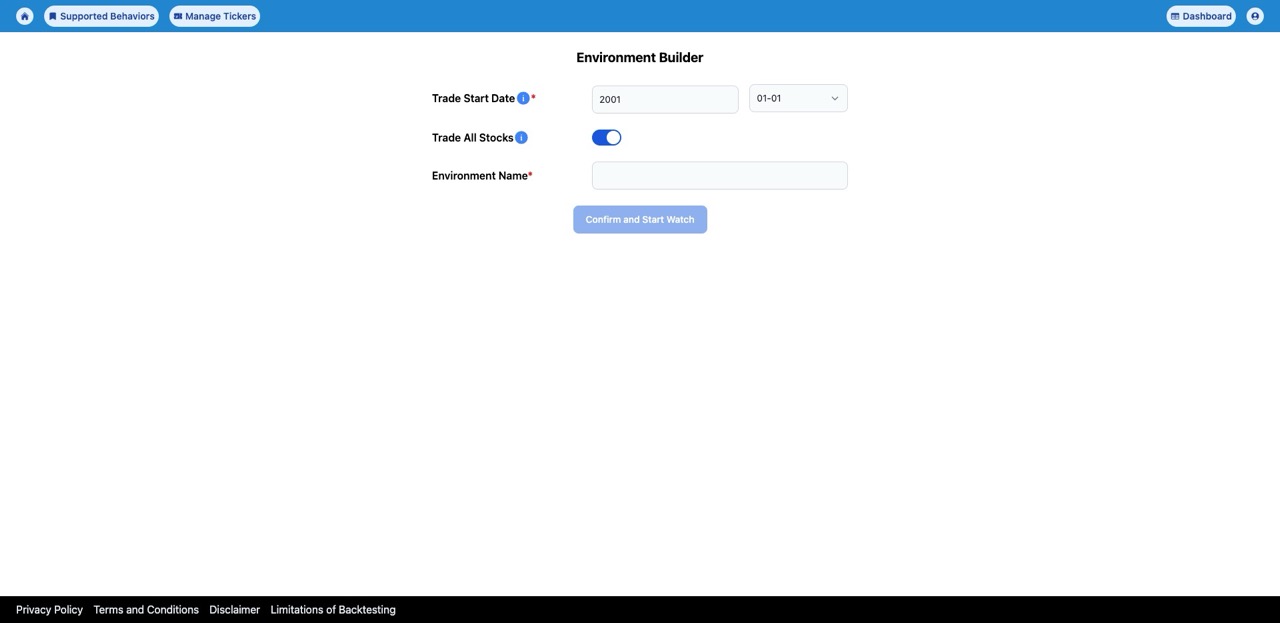 Supported Behaviors Manage Tickers Dashboard
Environment Builder
Trade Start Date i * 2001 01-01
Trade All Stocks i
Environment Name*
Confirm and Start Watch
Privacy Policy Terms and Conditions Disclaimer Limitations of Backtesting